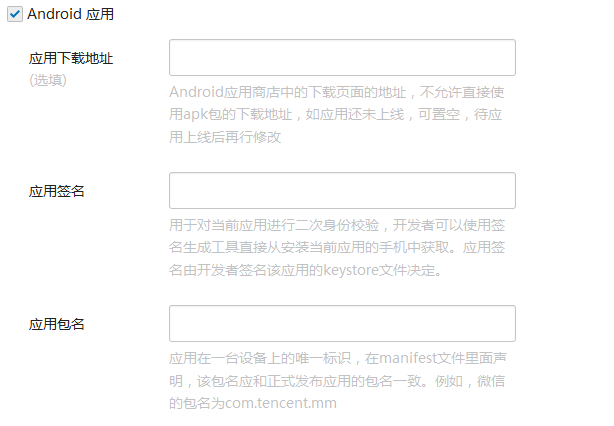 Android 应用
应用下载地址
(选填)
Android应用商店中的下载页面的地址，不允许直接使
用apk包的下载地址，如应用还未上线，可置空，待应
用上线后再行修改
应用签名
用于对当前应用进行二次身份校验，开发者可以使用签
名生成工具直接从安装当前应用的手机中获取。应用签
名由开发者签名该应用的keystore文件决定。
应用包名
应用在一台设备上的唯一标识，在manifest文件里面声
明，该包名应和正式发布应用的包名一致。例如，微信
的包名为com.tencent.mm